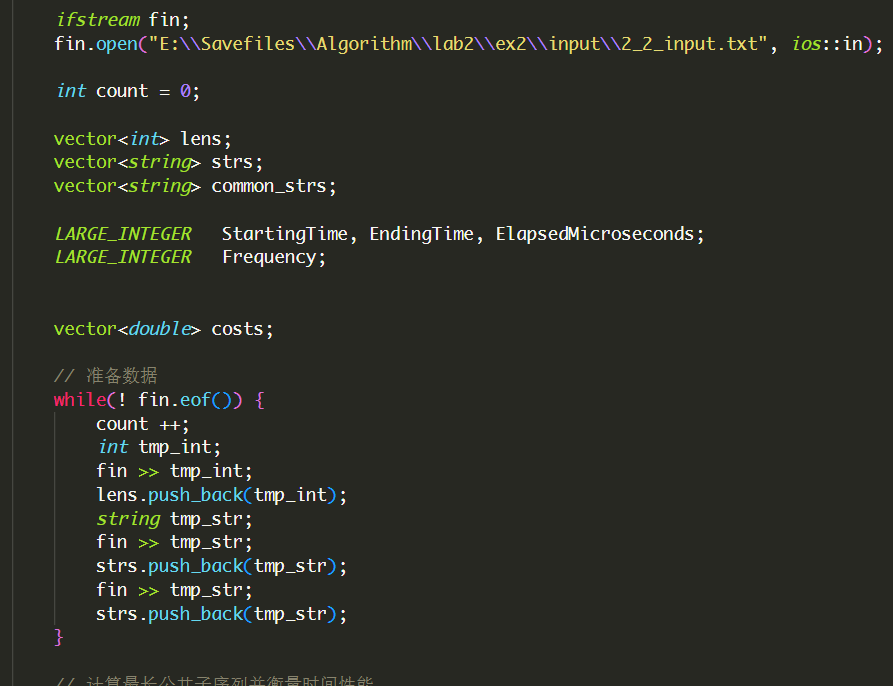 ifstream fin;
fin.open("E:\\Savefiles\\Algorithm\\lab2\\ex2\\input\\2_2_input.txt", ios::in);
int count = 0;
vector<int> lens;
vector<string> strs;
vector<string> common_strs;
LARGE_INTEGER   StartingTime, EndingTime, ElapsedMicroseconds;
LARGE_INTEGER   Frequency;
vector<double> costs;
// 准备数据
while(! fin.eof()) {
    count ++;
    int tmp_int;
    fin >> tmp_int;
    lens.push_back(tmp_int);
    string tmp_str;
    fin >> tmp_str;
    strs.push_back(tmp_str);
    fin >> tmp_str;
    strs.push_back(tmp_str);
}
// 计算最长公共子序列并衡量时间性能